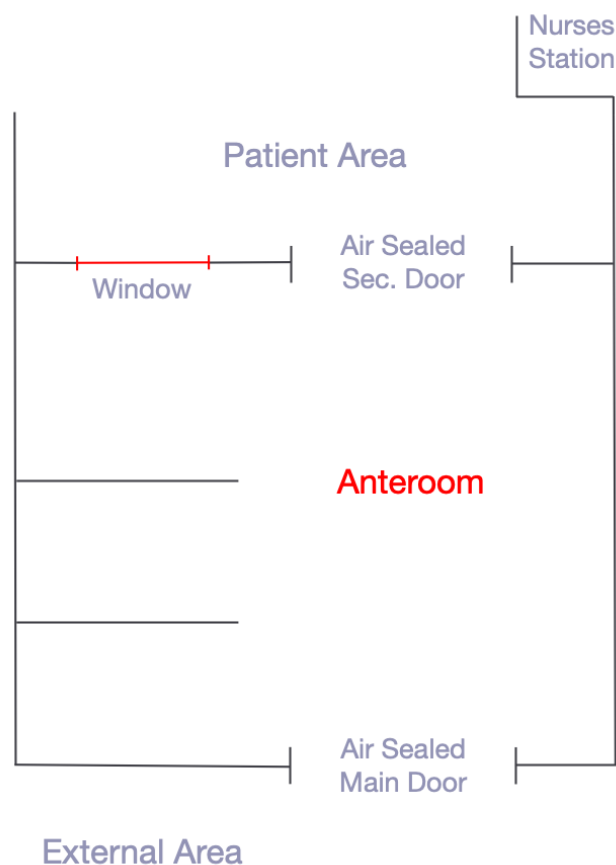 Nurses
Station
Patient Area
Air Sealed
Sec. Door
Window
Anteroom
Air Sealed
Main Door
External Area